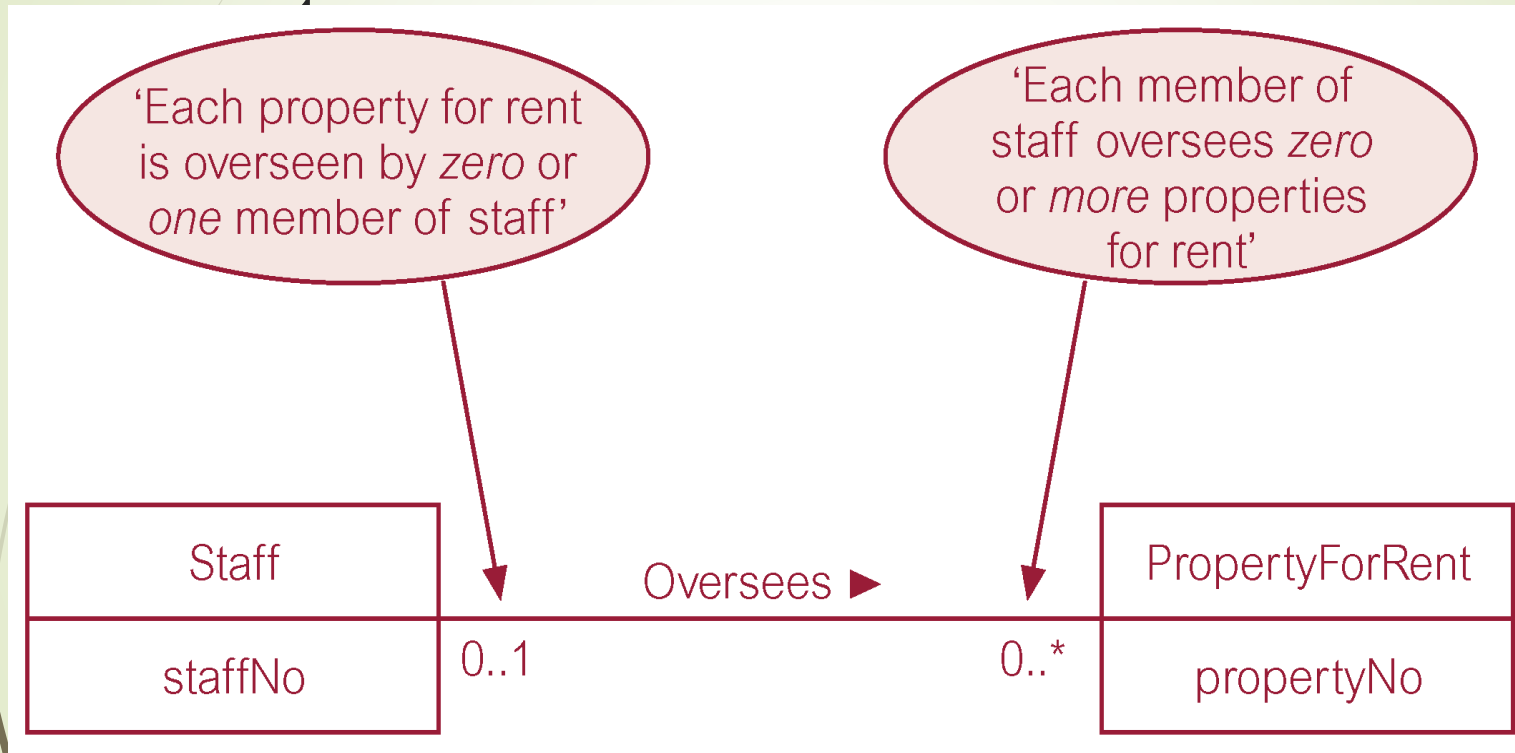 ‘Each property for rent
is overseen by zero or
one member of staff’
‘Each member of
staff oversees zero
or more properties
for rent’
Staff
Oversees ►
PropertyForRent
staffNo
0..1
0..*
propertyNo